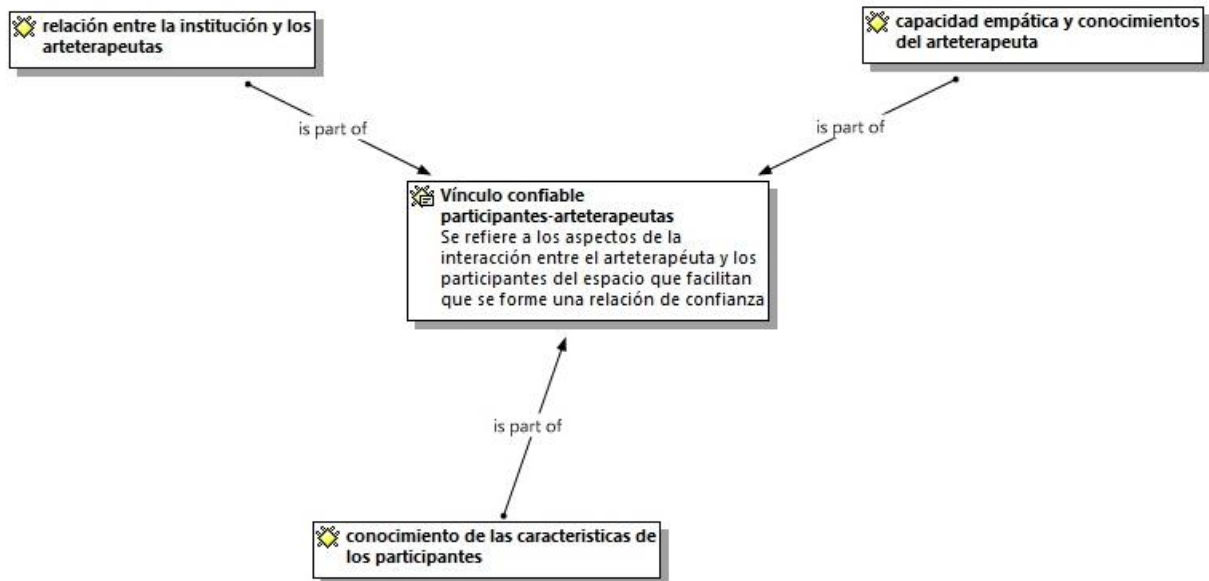 relación entre la institución y los
arteterapeutas
capacidad empática y conocimientos
del arteterapeuta
is part of
is part of
Vínculo confiable
participantes-arteterapeutas
Se refiere a los aspectos de la
interacción entre el arteterapéuta y los
participantes del espacio que facilitan
que se forme una relación de confianza
is part of
conocimiento de las caracteristicas de
los participantes